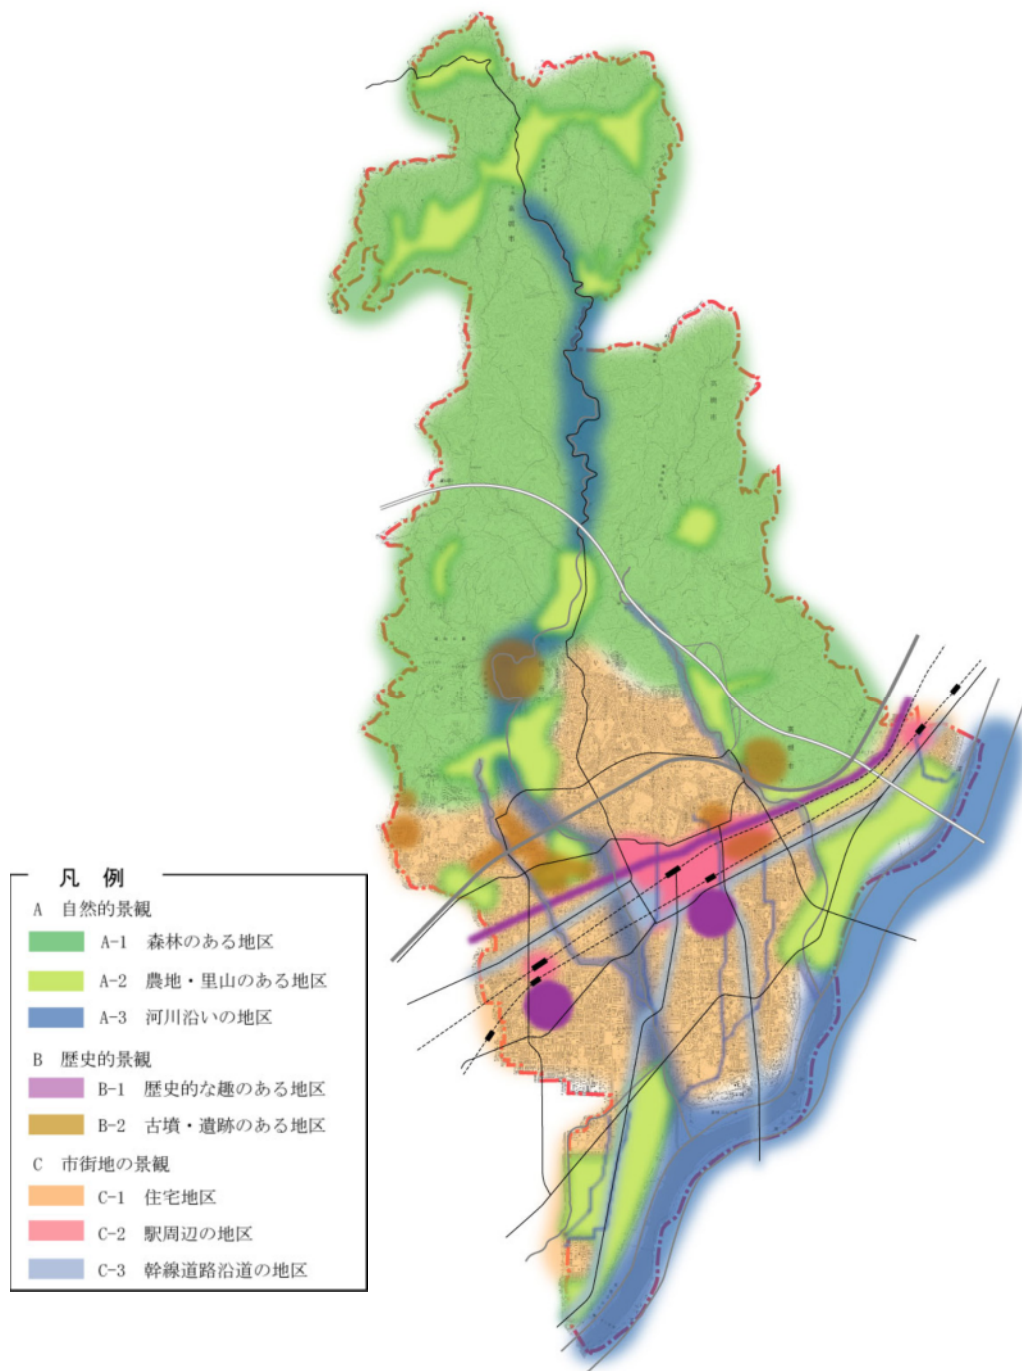 凡 例
A 自然的景観
A-1 森林のある地区
A-2 農地・里山のある地区
A-3 河川沿いの地区
B 歴史的景観
B-1 歴史的な趣のある地区
B-2 古墳・遺跡のある地区
C 市街地の景観
C-1 住宅地区
C-2 駅周辺の地区
C-3 幹線道路沿道の地区